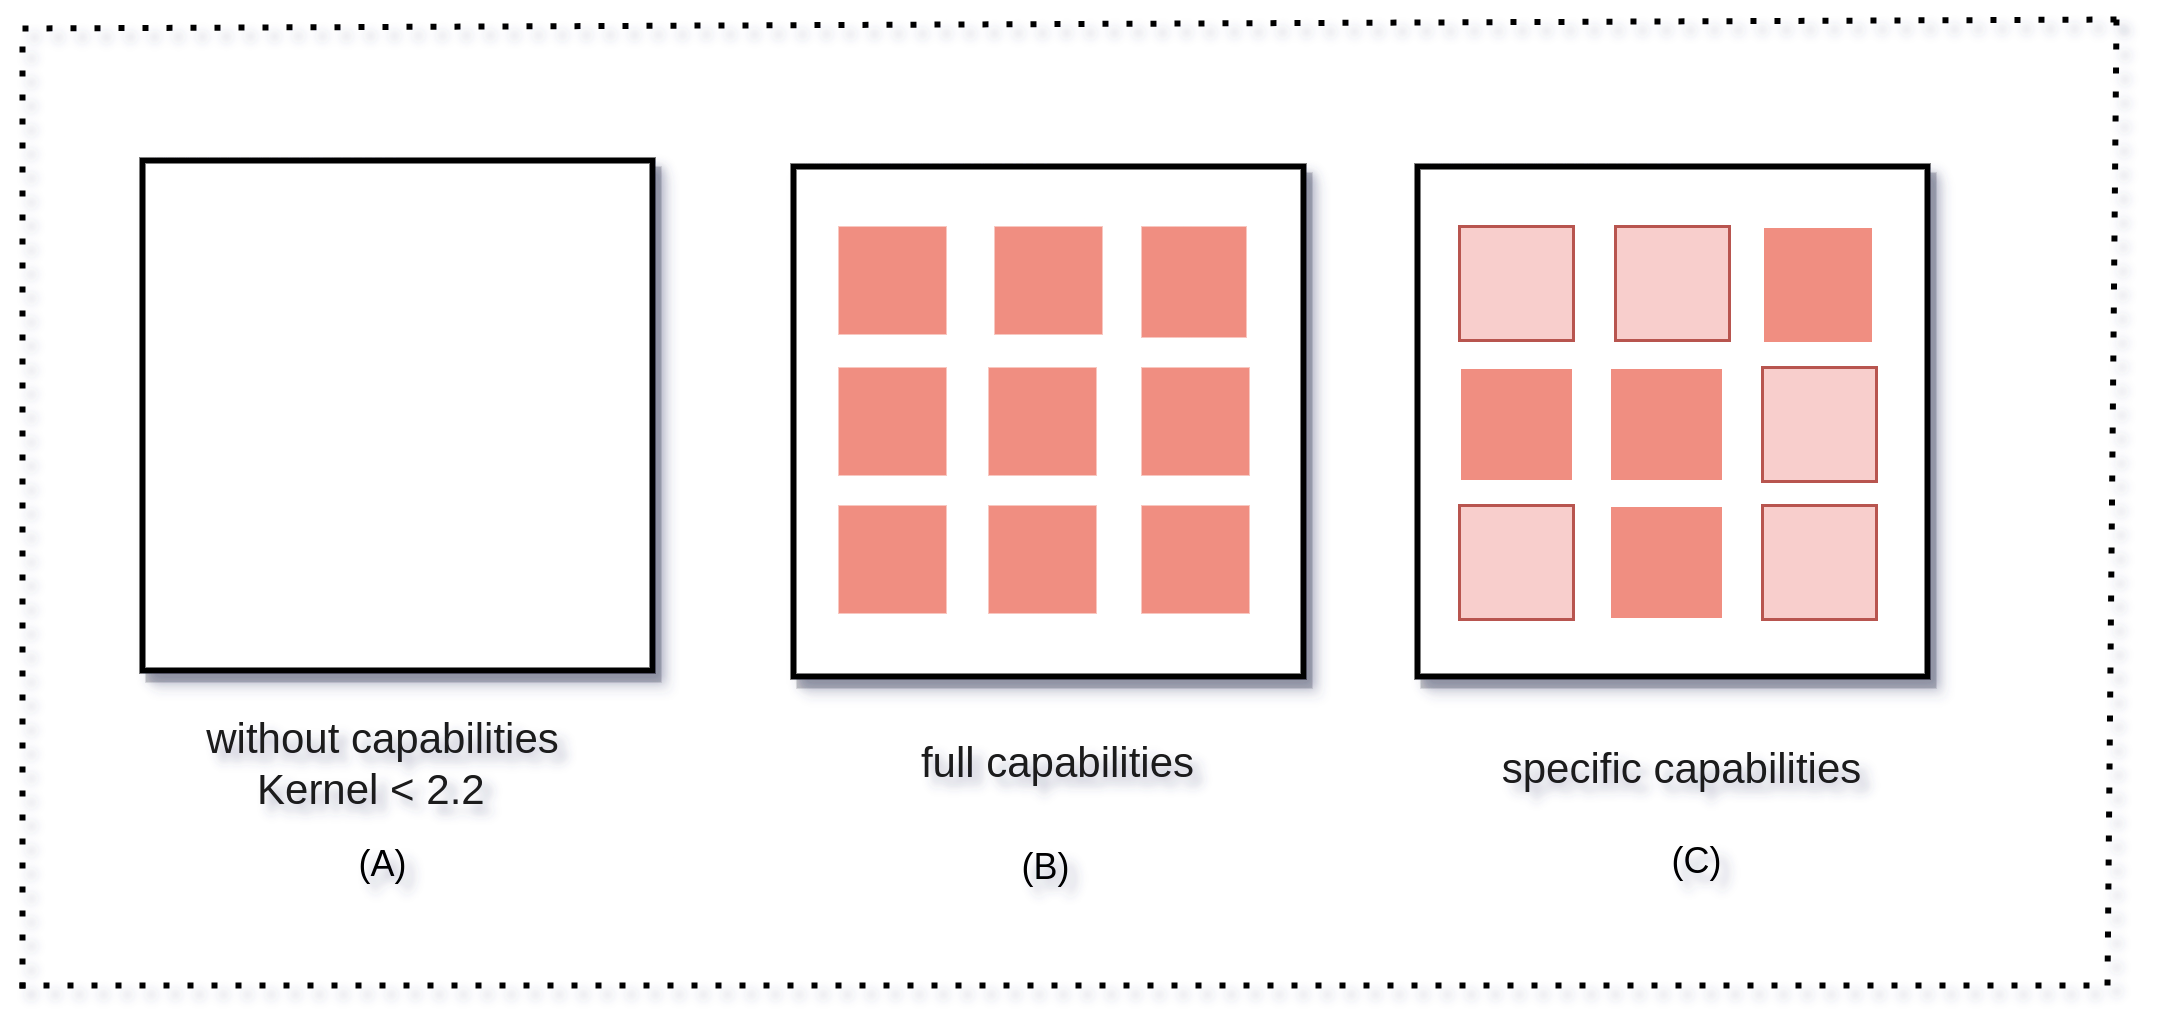 without capabilities
Kernel < 2.2
(A)
full capabilities
(B)
specific capabilities
(C)